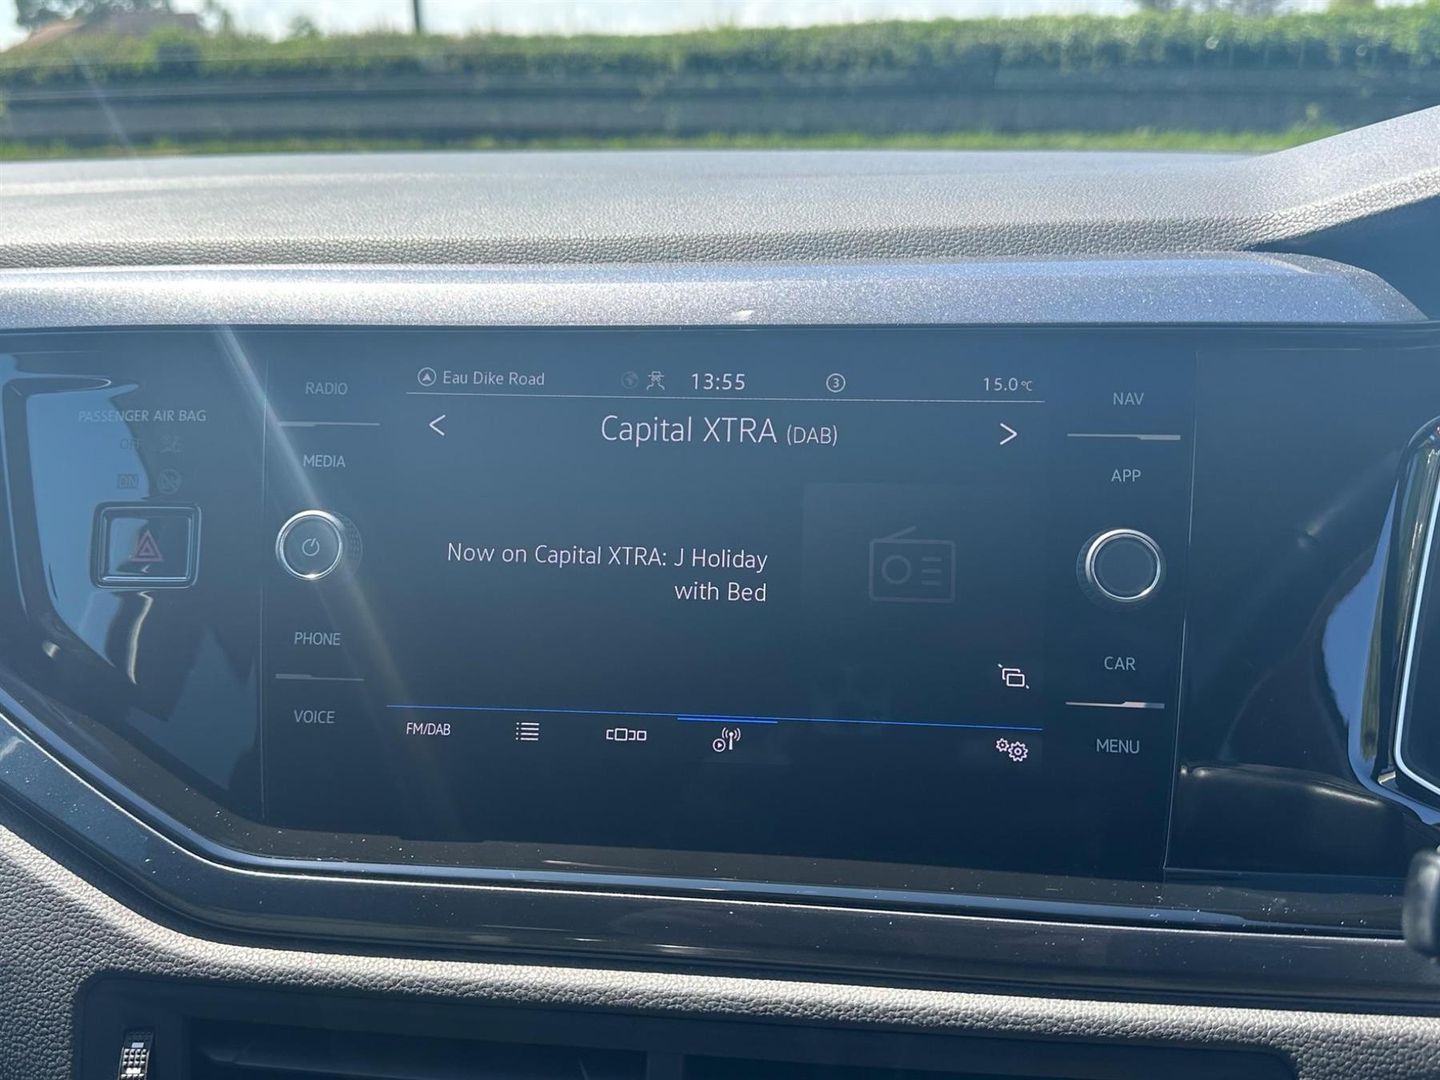 Eau Dike Road
13:55
3
15.0°C
RADIO
NAV
PASSENGER AIR BAG
OFF
ON
Capital XTRA (DAB)
MEDIA
APP
Now on Capital XTRA: J Holiday
with Bed
PHONE
CAR
VOICE
FM/DAB
MENU